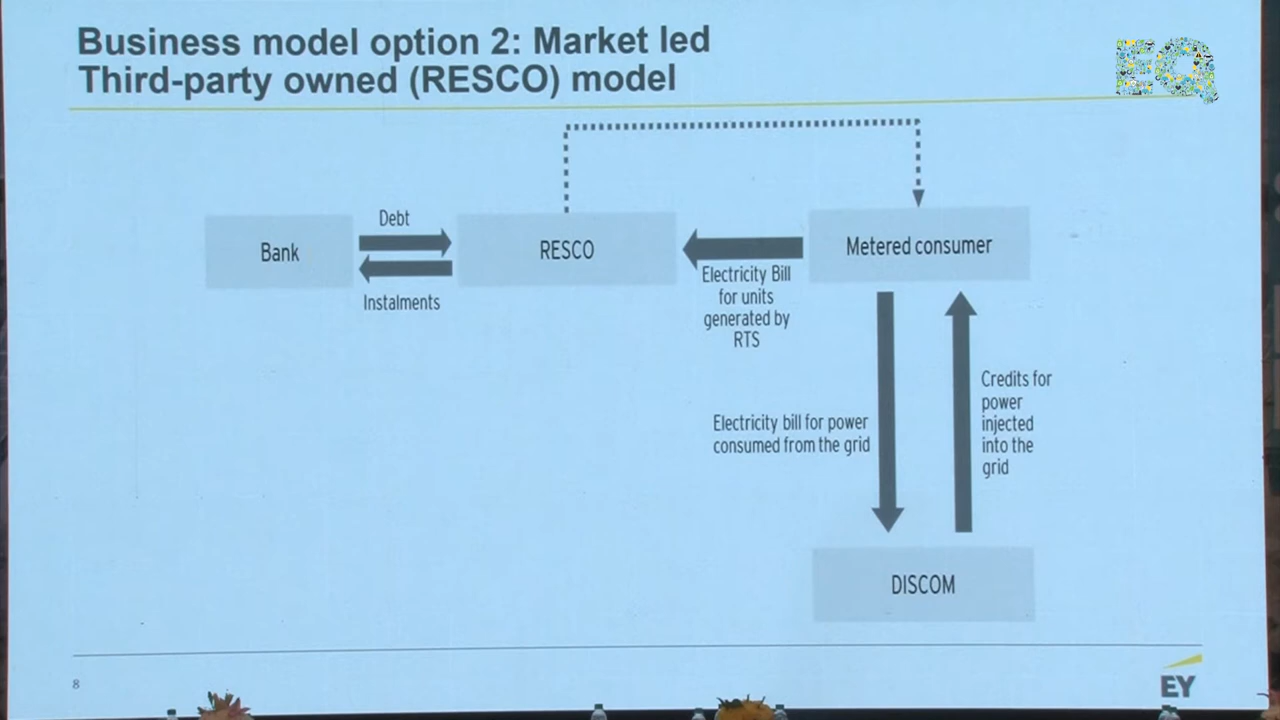 Business model option 2: Market led
Third-party owned (RESCO) model
EQ
Debt
Bank
RESCO
Metered consumer
Instalments
Electricity Bill
for units
generated by
RTS
Electricity bill for power
consumed from the grid
Credits for
power
injected
into the
grid
DISCOM
8
EY